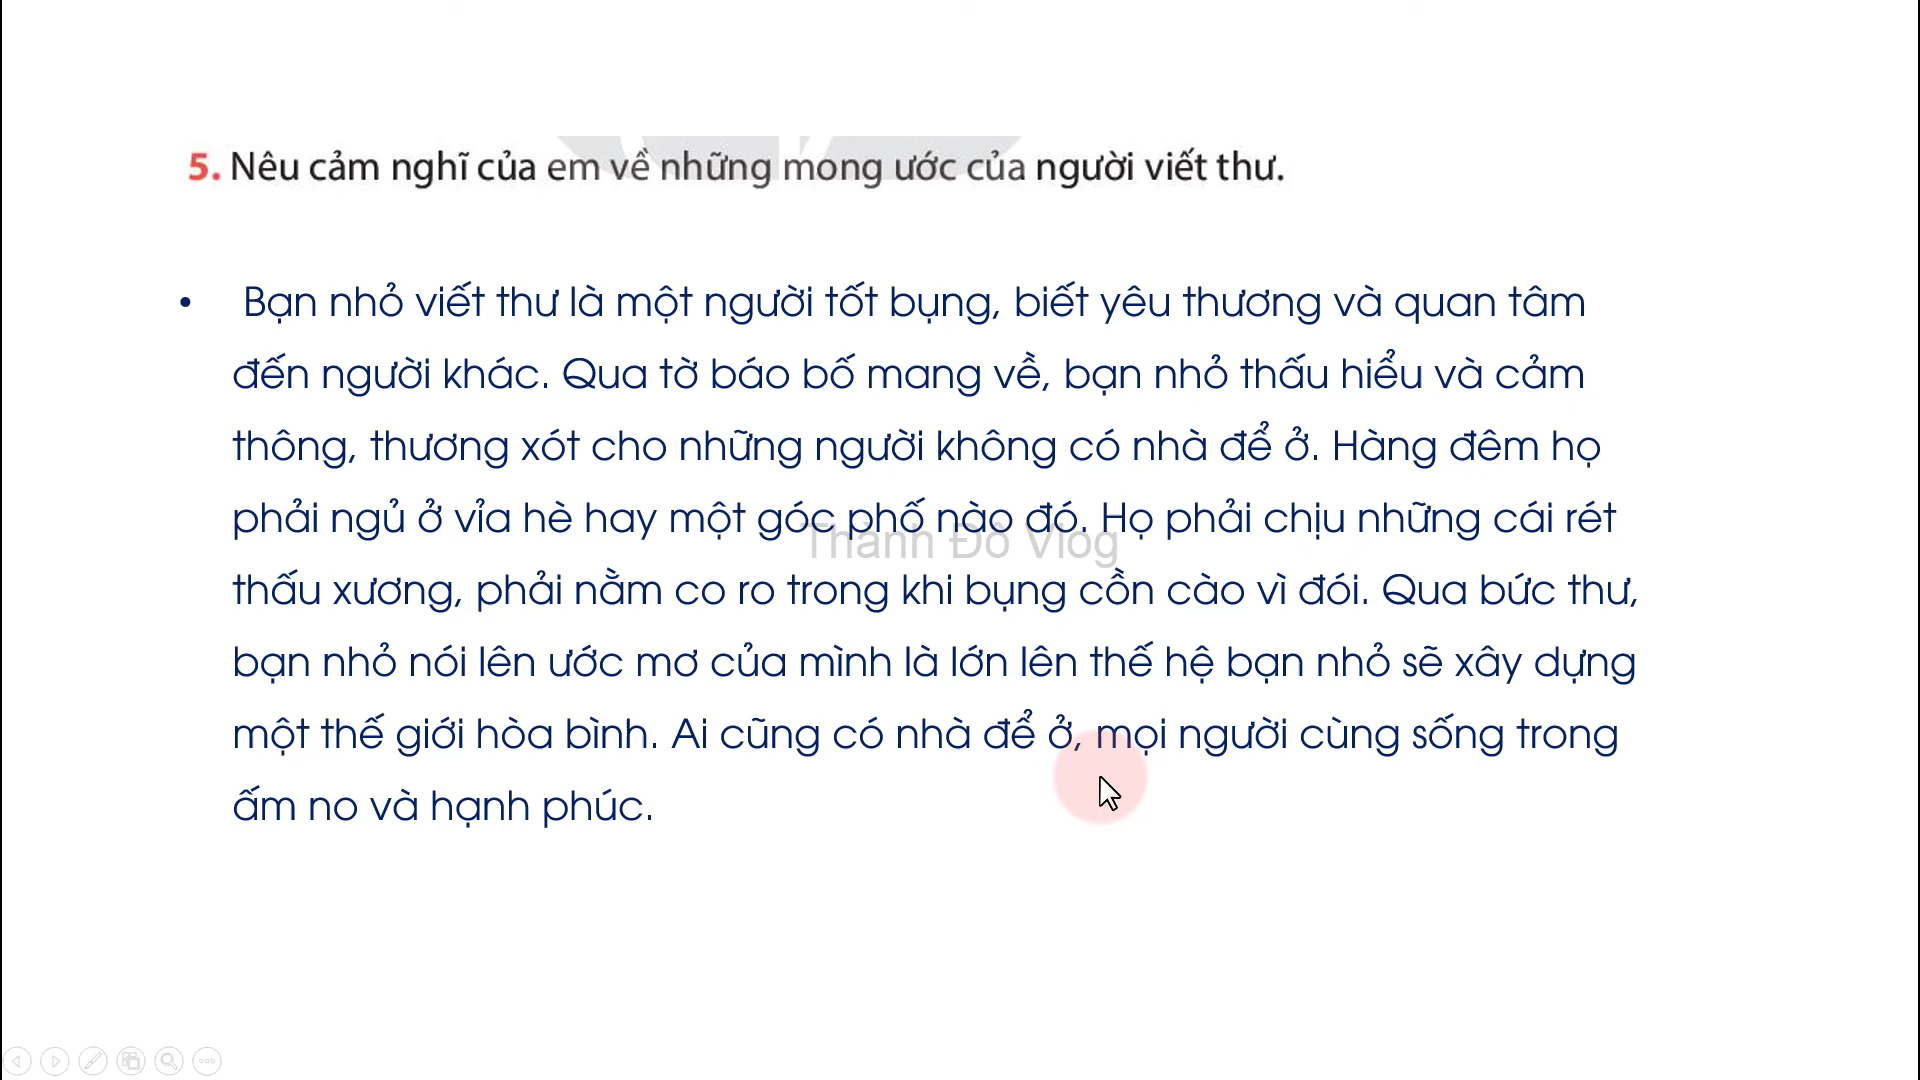 5. Nêu cảm nghĩ của em về những mong ước của người viết thư.
• Bạn nhỏ viết thư là một người tốt bụng, biết yêu thương và quan tâm
đến người khác. Qua tờ báo bố mang về, bạn nhỏ thấu hiểu và cảm
thông, thương xót cho những người không có nhà để ở. Hàng đêm họ
phải ngủ ở vỉa hè hay một góc phố nào đó. Họ phải chịu những cái rét
Thành Đô Vlog
thấu xương, phải nằm co ro trong khi bụng cồn cào vì đói. Qua bức thư,
bạn nhỏ nói lên ước mơ của mình là lớn lên thế hệ bạn nhỏ sẽ xây dựng
một thế giới hòa bình. Ai cũng có nhà để ở, mọi người cùng sống trong
ấm no và hạnh phúc.